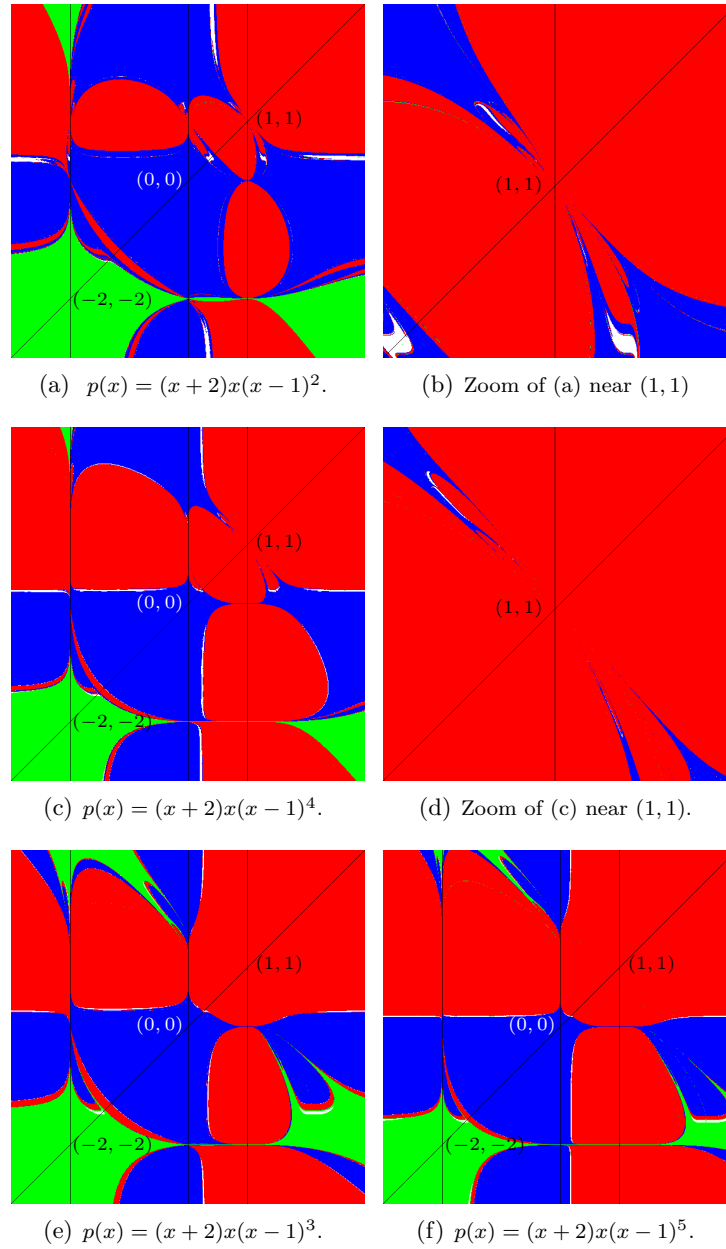 (1, 1)
(0, 0)
(−2, −2)
(a) p(x) = (x + 2)x(x − 1)².
(1, 1)
(b) Zoom of (a) near (1, 1)
(1, 1)
(0, 0)
(−2, −2)
(c) p(x) = (x + 2)x(x − 1)⁴.
(1, 1)
(d) Zoom of (c) near (1, 1).
(1, 1)
(0, 0)
(−2, −2)
(e) p(x) = (x + 2)x(x − 1)³.
(1, 1)
(0, 0)
(−2, −2)
(f) p(x) = (x + 2)x(x − 1)⁵.